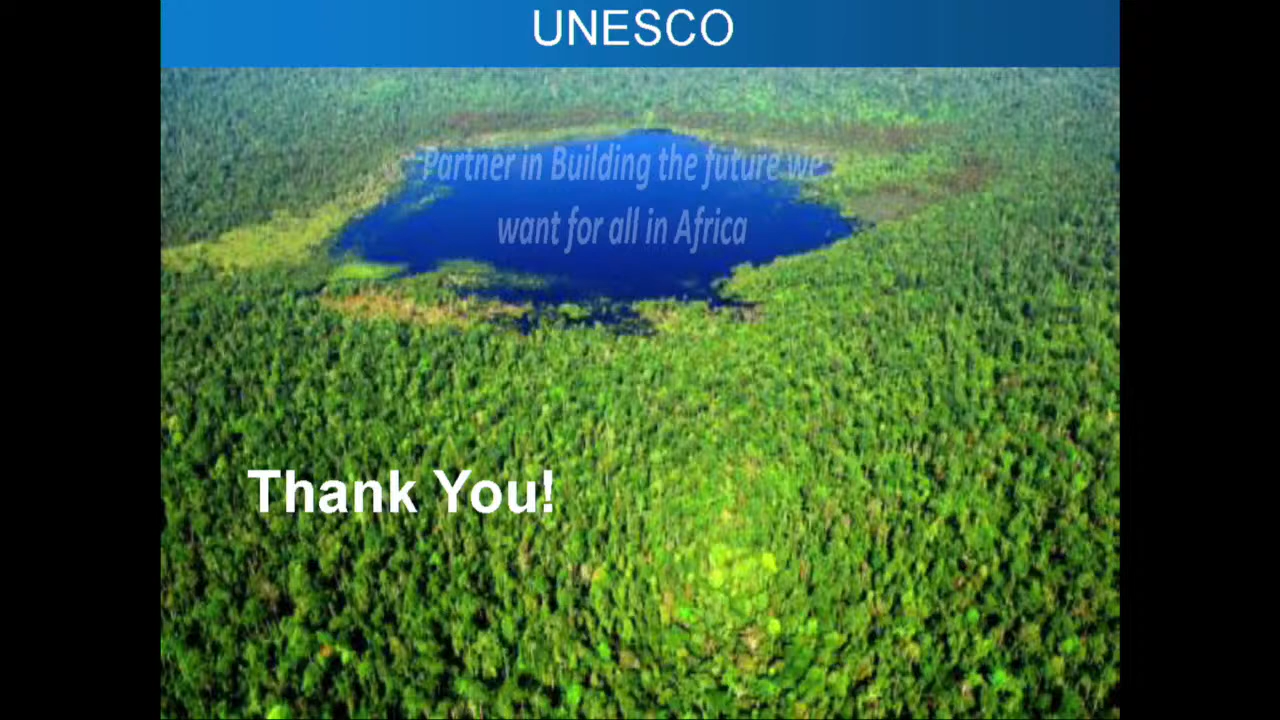 UNESCO
Partner in Building the future we
want for all in Africa
Thank You!